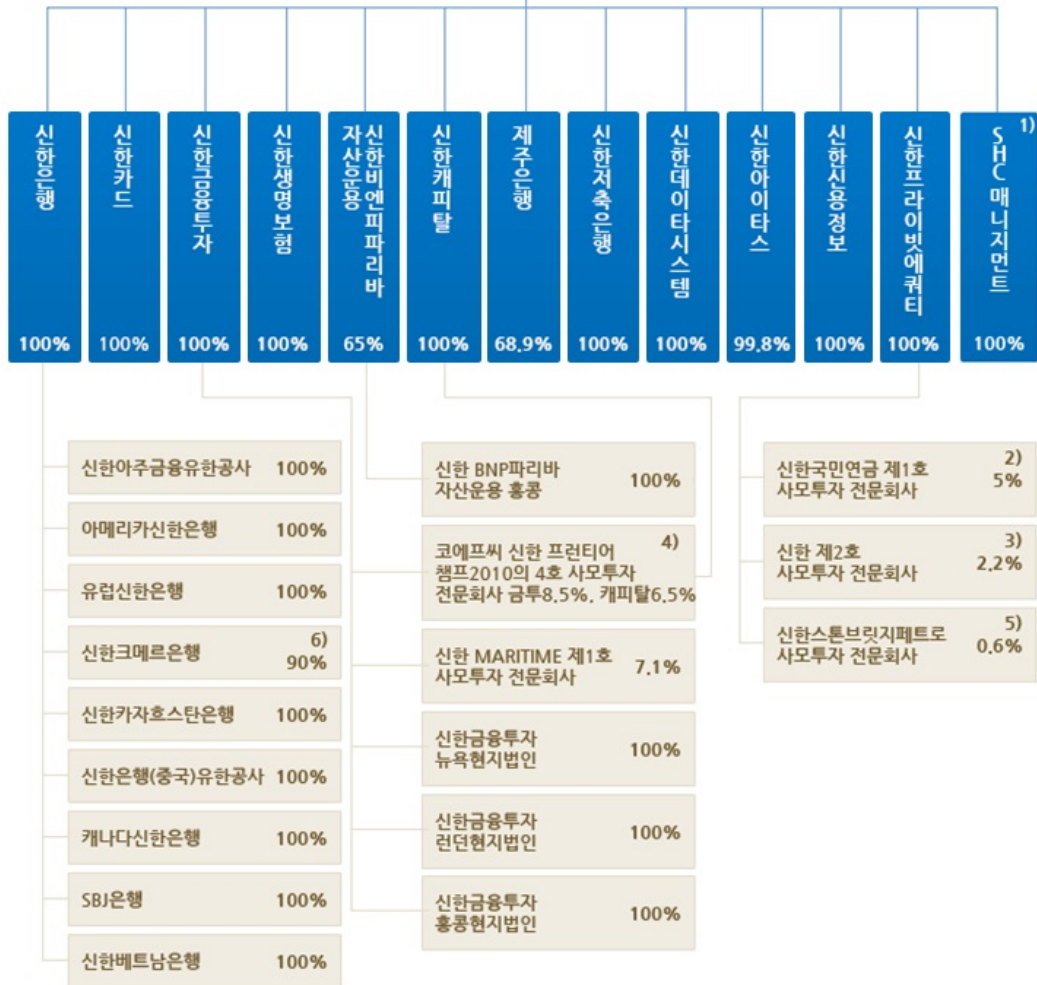 신한은행
100%
신한카드
100%
신한금융투자
100%
신한생명보험
100%
신한비엔피파리바
자산운용
65%
신한캐피탈
100%
제주은행
68.9%
신한저축은행
100%
신한데이타시스템
100%
신한아이타스
99.8%
신한신용정보
100%
신한프라이빗에쿼티
100%
SHC 매니지먼트 1)
100%
신한아주금융유한공사 100%
아메리카신한은행 100%
유럽신한은행 100%
신한크메르은행 6) 90%
신한카자흐스탄은행 100%
신한은행(중국)유한공사 100%
캐나다신한은행 100%
SBJ은행 100%
신한베트남은행 100%
신한 BNP파리바
자산운용 홍콩 100%
코에프씨 신한 프런티어 4)
챔프2010의 4호 사모투자
전문회사 금투8.5%, 캐피탈6.5%
신한 MARITIME 제1호
사모투자 전문회사 7.1%
신한금융투자
뉴욕현지법인 100%
신한금융투자
런던현지법인 100%
신한금융투자
홍콩현지법인 100%
신한국민연금 제1호 2)
사모투자 전문회사 5%
신한 제2호 3)
사모투자 전문회사 2.2%
신한스톤브릿지페트로 5)
사모투자 전문회사 0.6%